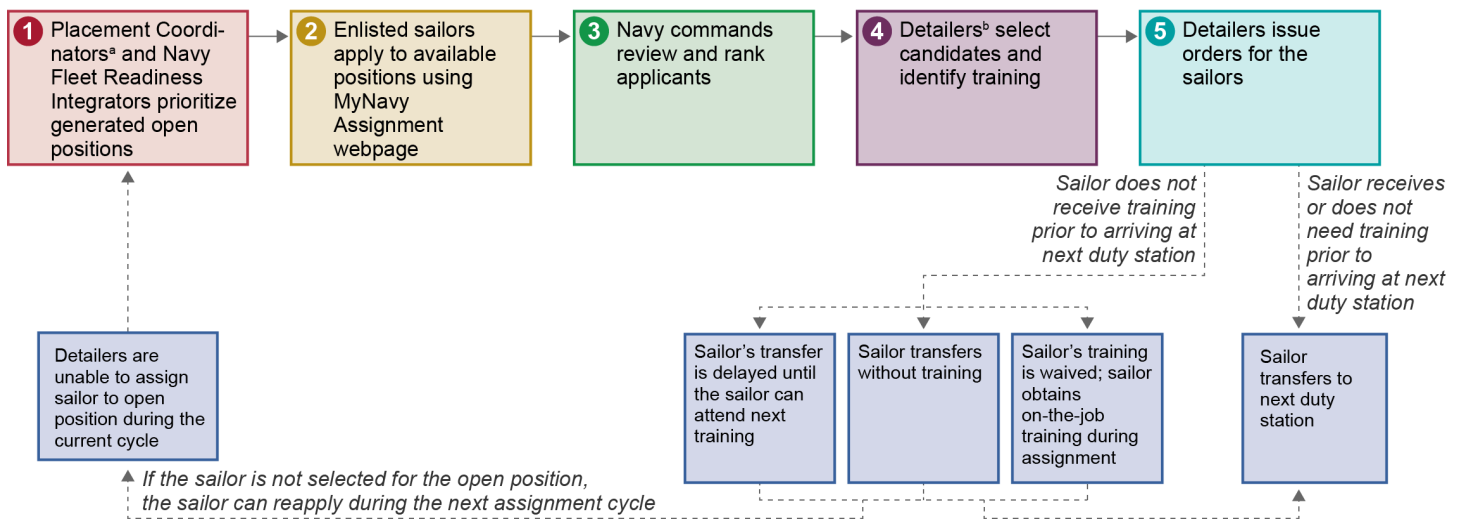 1 Placement Coordi-
natorsᵃ and Navy
Fleet Readiness
Integrators prioritize
generated open
positions
2 Enlisted sailors
apply to available
positions using
MyNavy
Assignment
webpage
3 Navy commands
review and rank
applicants
4 Detailersᵇ select
candidates and
identify training
5 Detailers issue
orders for the
sailors
Sailor does not
receive training
prior to arriving at
next duty station
Sailor receives
or does not
need training
prior to
arriving at next
duty station
Detailers are
unable to assign
sailor to open
position during the
current cycle
Sailor’s transfer
is delayed until
the sailor can
attend next
training
Sailor transfers
without training
Sailor’s training
is waived; sailor
obtains
on-the-job
training during
assignment
Sailor
transfers to
next duty
station
If the sailor is not selected for the open position,
the sailor can reapply during the next assignment cycle